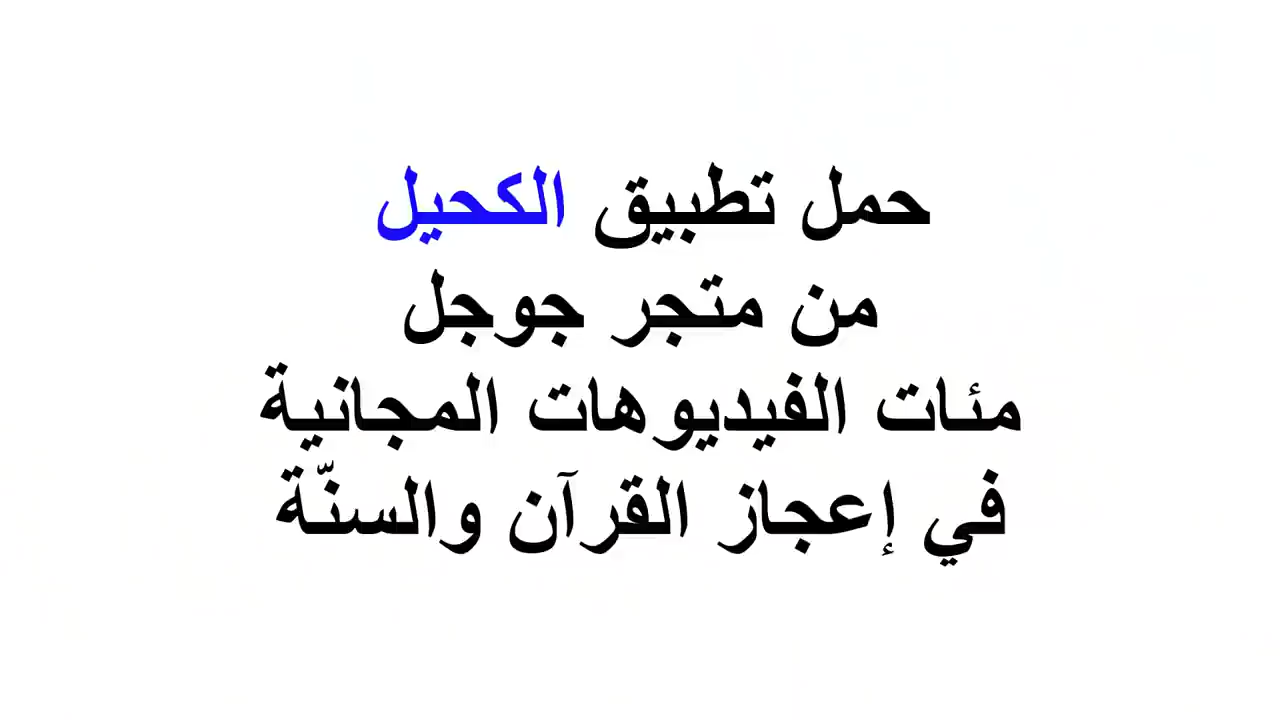 حمل تطبيق الكحيل
من متجر جوجل
مئات الفيديوهات المجانية
في إعجاز القرآن والسنّة